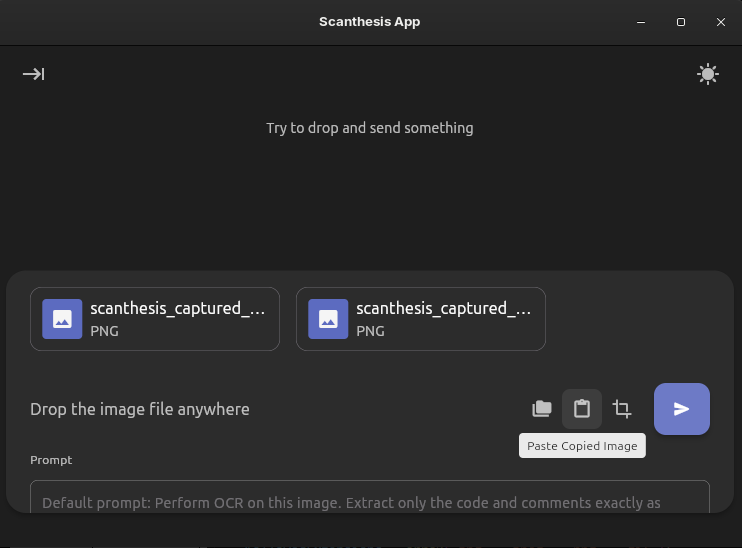 Scanthesis App
Try to drop and send something
scanthesis_captured_...
PNG
scanthesis_captured_...
PNG
Drop the image file anywhere
Paste Copied Image
Prompt
Default prompt: Perform OCR on this image. Extract only the code and comments exactly as